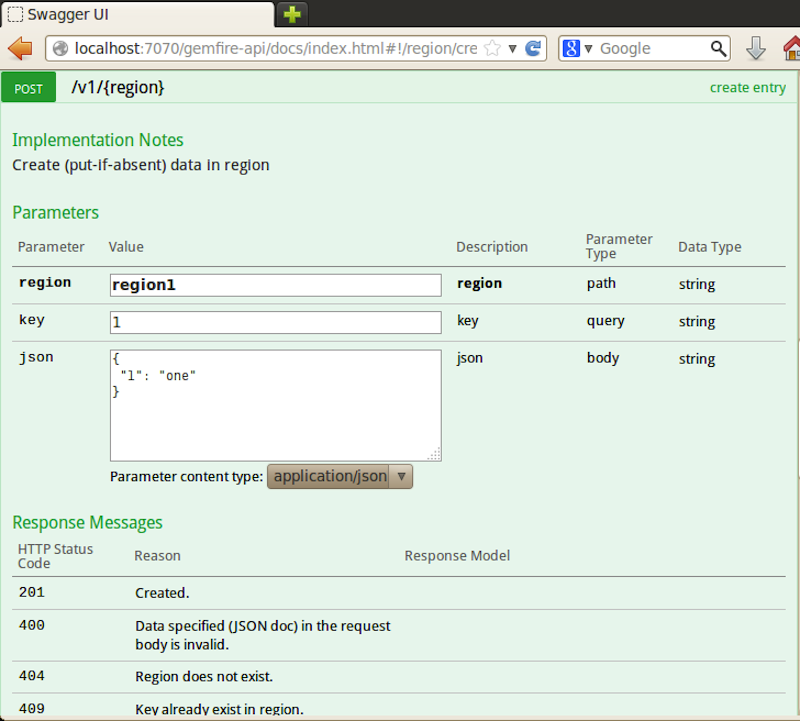 Swagger UI
localhost:7070/gemfire-api/docs/index.html#!/region/cre
Google
POST /v1/{region} create entry
Implementation Notes
Create (put-if-absent) data in region
Parameters
Parameter Value Description Parameter Type Data Type
region region1 region path string
key 1 key query string
json { json body string
"1": "one"
}
Parameter content type: application/json
Response Messages
HTTP Status Code Reason Response Model
201 Created.
400 Data specified (JSON doc) in the request
body is invalid.
404 Region does not exist.
409 Key already exist in region.